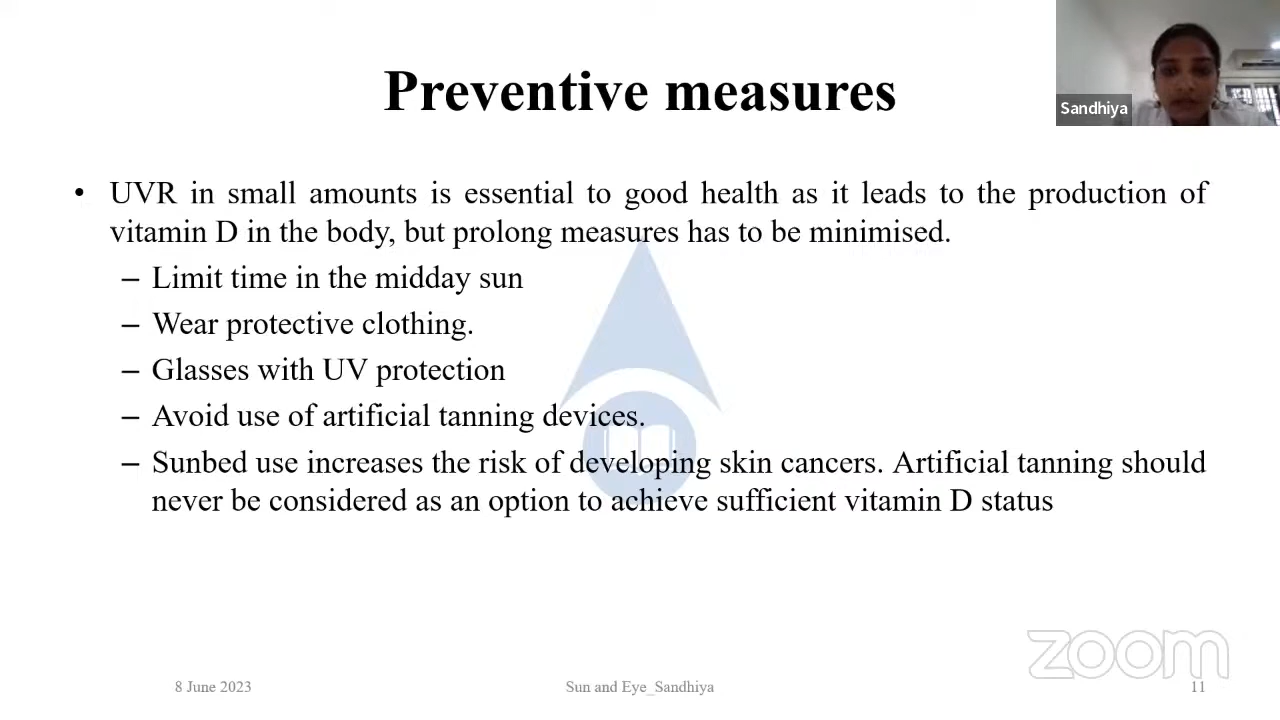 Preventive measures
Sandhiya
• UVR in small amounts is essential to good health as it leads to the production of
vitamin D in the body, but prolong measures has to be minimised.
– Limit time in the midday sun
– Wear protective clothing.
– Glasses with UV protection
– Avoid use of artificial tanning devices.
– Sunbed use increases the risk of developing skin cancers. Artificial tanning should
never be considered as an option to achieve sufficient vitamin D status
zoom
8 June 2023
Sun and Eye_Sandhiya
11